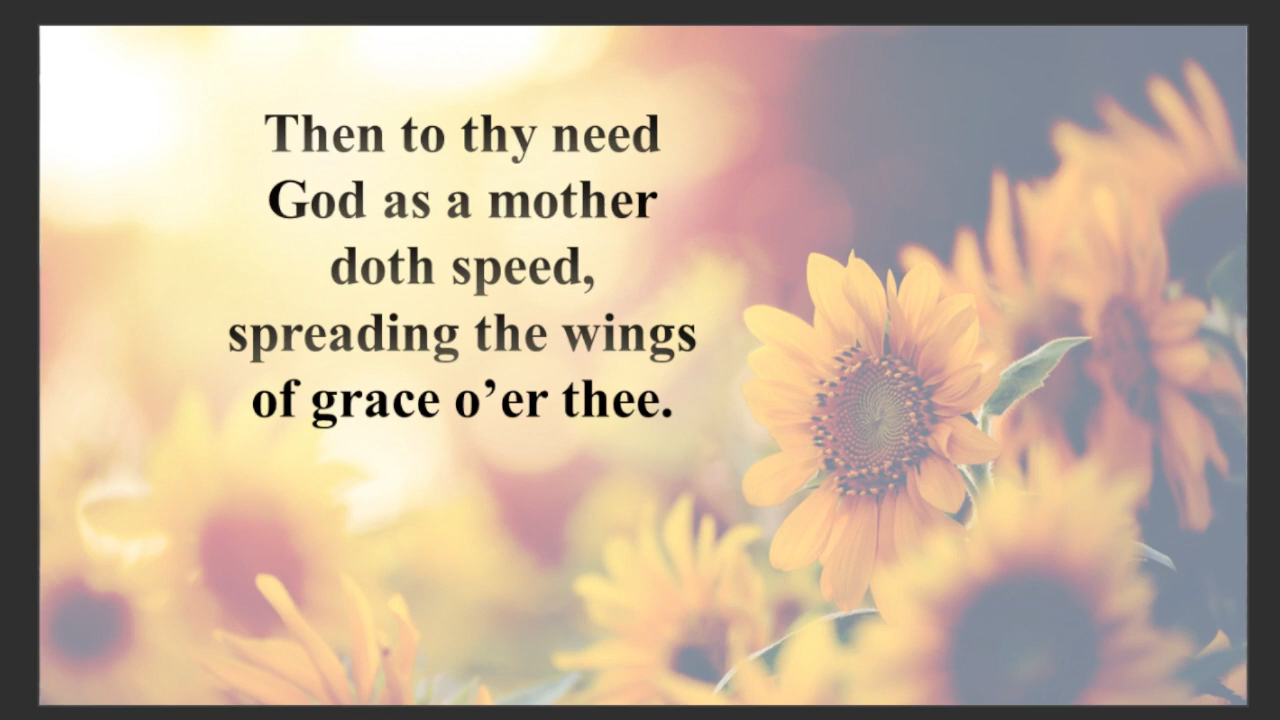 Then to thy need
God as a mother
doth speed,
spreading the wings
of grace o’er thee.